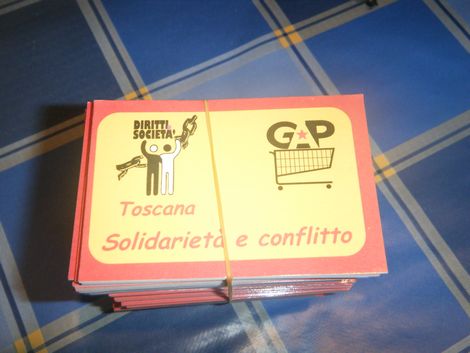 DIRITTI
SOCIETA'
GAP
Toscana
Solidarietà e conflitto